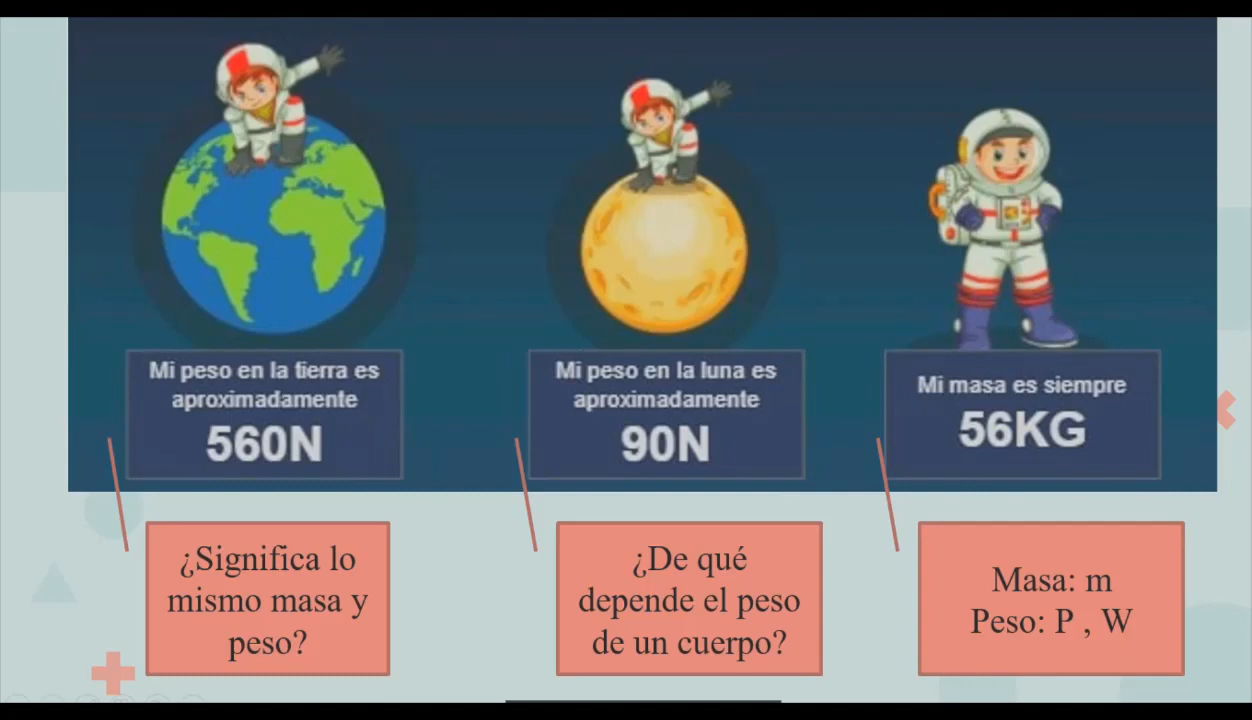 Mi peso en la tierra es
aproximadamente
560N
Mi peso en la luna es
aproximadamente
90N
Mi masa es siempre
56KG
¿Significa lo
mismo masa y
peso?
¿De qué
depende el peso
de un cuerpo?
Masa: m
Peso: P , W